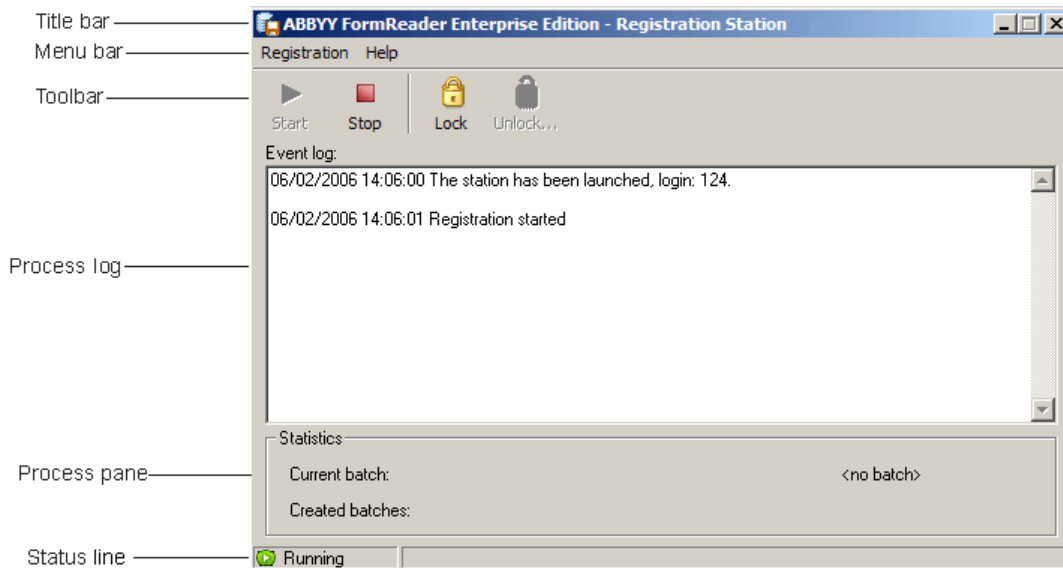 Title bar
ABBYY FormReader Enterprise Edition - Registration Station
Menu bar
Registration Help
Toolbar
Start Stop Lock Unlock...
Event log:
06/02/2006 14:06:00 The station has been launched, login: 124.
06/02/2006 14:06:01 Registration started
Process log
Statistics
Process pane
Current batch: <no batch>
Created batches:
Status line
Running